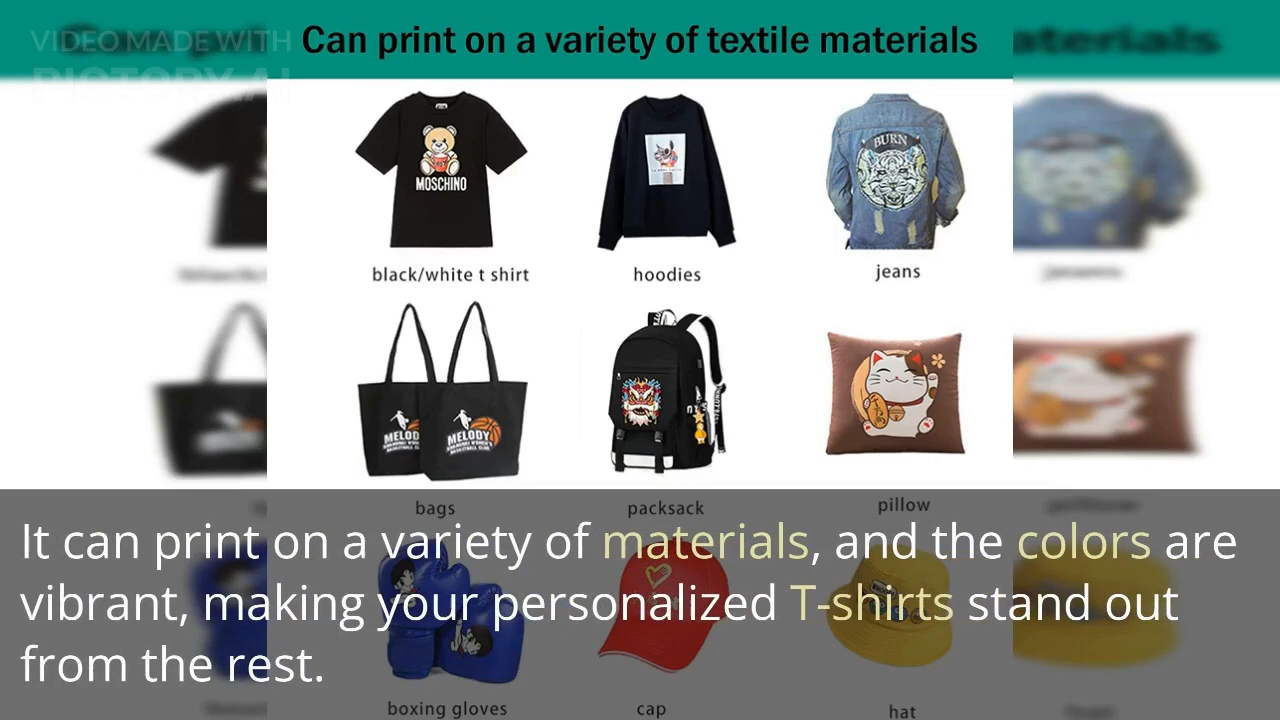 VIDEO MADE WITH
PICTORY.AI
Can print on a variety of textile materials
MOSCHINO
BURN
black/white t shirt
hoodies
jeans
MELODY
MELODY
bags
packsack
pillow
It can print on a variety of materials, and the colors are
vibrant, making your personalized T-shirts stand out
from the rest.
boxing gloves
cap
hat